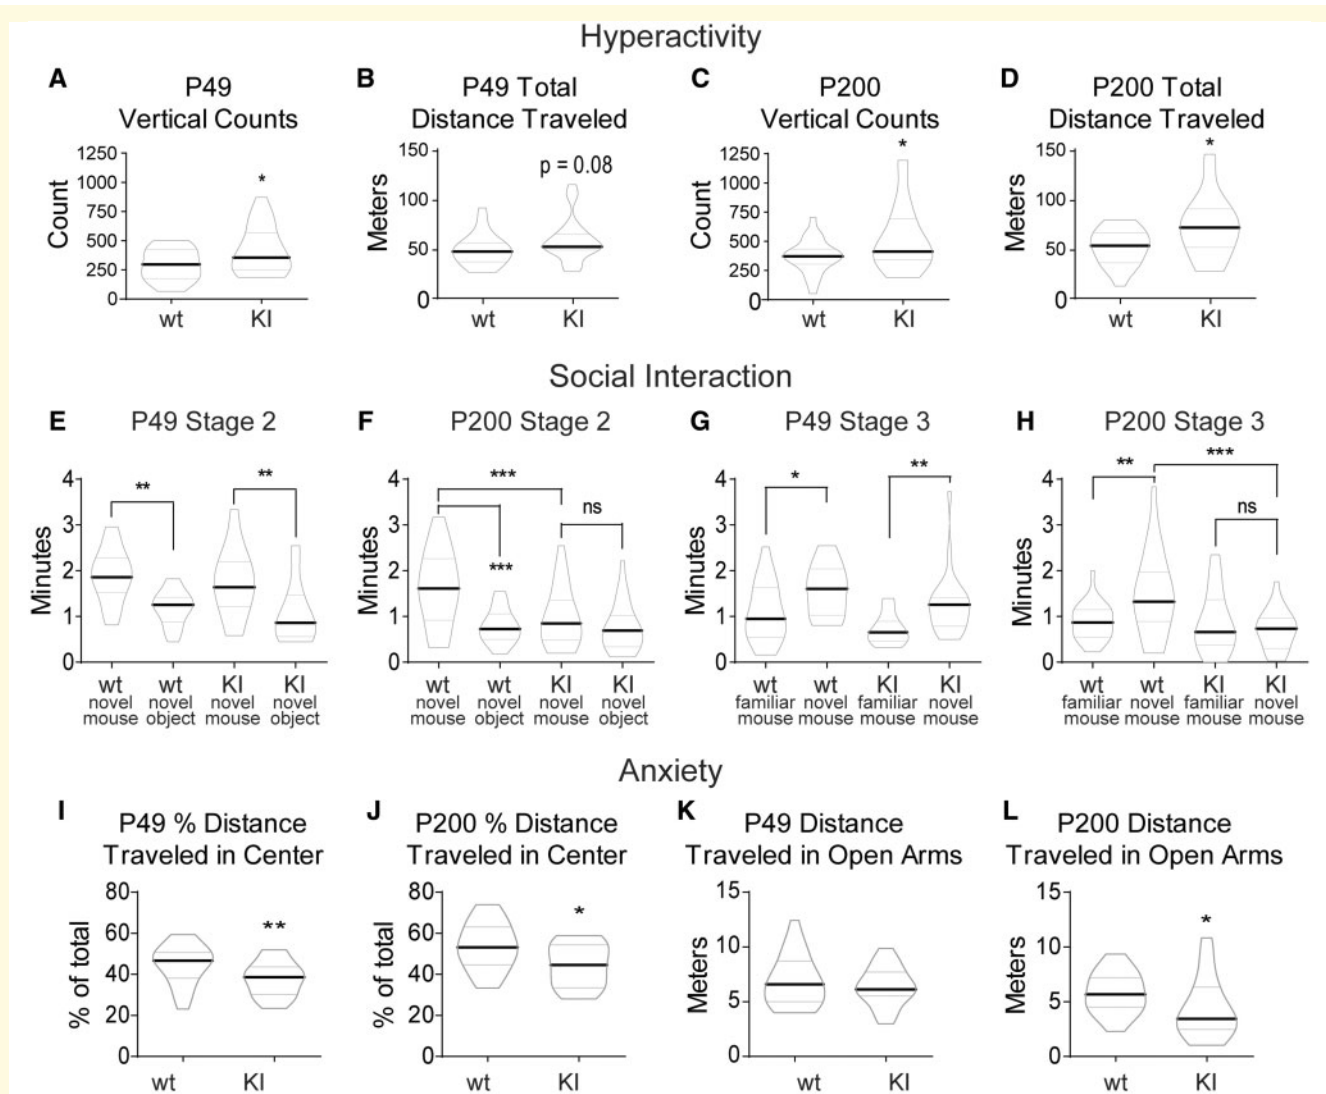 Hyperactivity
A B C D
P49 P49 Total P200 P200 Total
Vertical Counts Distance Traveled Vertical Counts Distance Traveled
Count
1250
1000
750
500
250
0
*
wt KI
Meters
150
100
50
0
p = 0.08
wt KI
Count
1250
1000
750
500
250
0
*
wt KI
Meters
150
100
50
0
*
wt KI
Social Interaction
E P49 Stage 2 F P200 Stage 2 G P49 Stage 3 H P200 Stage 3
Minutes
4
3
2
1
0
** **
wt wt KI KI
novel novel novel novel
mouse object mouse object
Minutes
4
3
2
1
0
***
ns
***
wt wt KI KI
novel novel novel novel
mouse object mouse object
Minutes
4
3
2
1
0
* **
wt wt KI KI
familiar novel familiar novel
mouse mouse mouse mouse
Minutes
4
3
2
1
0
** ***
ns
wt wt KI KI
familiar novel familiar novel
mouse mouse mouse mouse
Anxiety
I J K L
P49 % Distance P200 % Distance P49 Distance P200 Distance
Traveled in Center Traveled in Center Traveled in Open Arms Traveled in Open Arms
% of total
80
60
40
20
0
**
wt KI
% of total
80
60
40
20
0
*
wt KI
Meters
15
10
5
0
wt KI
Meters
15
10
5
0
*
wt KI